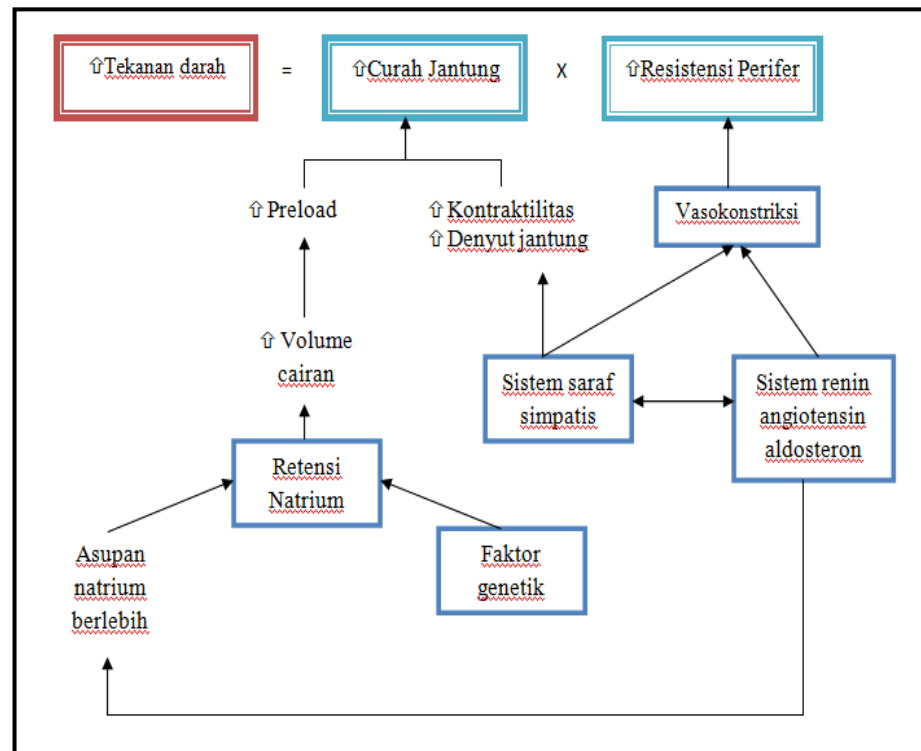 ⇧Tekanan darah = ⇧Curah Jantung X ⇧Resistensi Perifer
⇧Preload
⇧Kontraktilitas
⇧Denyut jantung
Vasokonstriksi
⇧Volume
cairan
Sistem saraf
simpatis
Sistem renin
angiotensin
aldosteron
Retensi
Natrium
Asupan
natrium
berlebih
Faktor
genetik